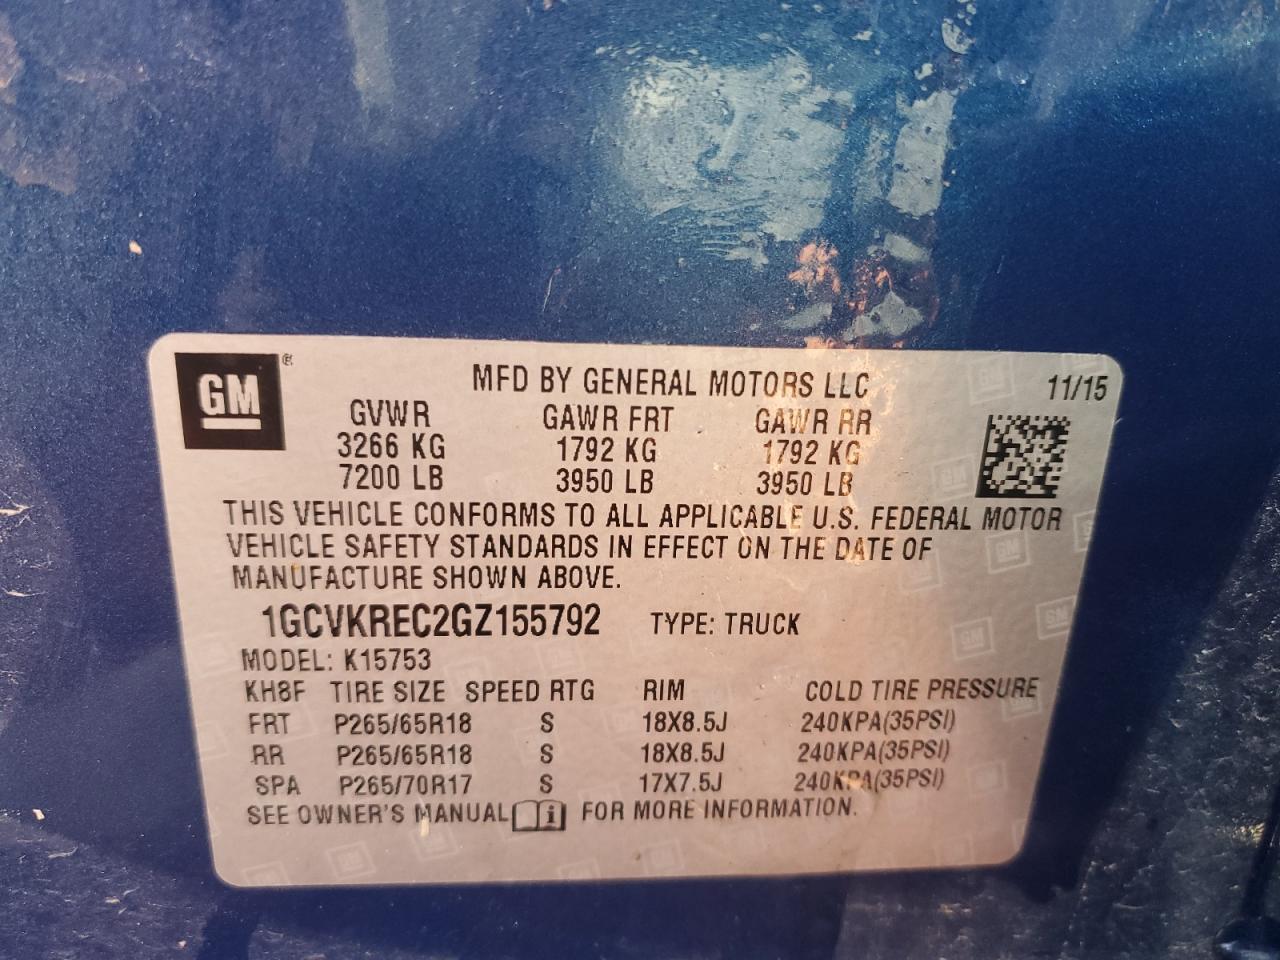 GM ®
MFD BY GENERAL MOTORS LLC 11/15
GVWR GAWR FRT GAWR RR
3266 KG 1792 KG 1792 KG
7200 LB 3950 LB 3950 LB
THIS VEHICLE CONFORMS TO ALL APPLICABLE U.S. FEDERAL MOTOR
VEHICLE SAFETY STANDARDS IN EFFECT ON THE DATE OF
MANUFACTURE SHOWN ABOVE.
1GCVKREC2GZ155792 TYPE: TRUCK
MODEL: K15753
KH8F TIRE SIZE SPEED RTG RIM COLD TIRE PRESSURE
FRT P265/65R18 S 18X8.5J 240KPA(35PSI)
RR P265/65R18 S 18X8.5J 240KPA(35PSI)
SPA P265/70R17 S 17X7.5J 240KPA(35PSI)
SEE OWNER'S MANUAL i FOR MORE INFORMATION.